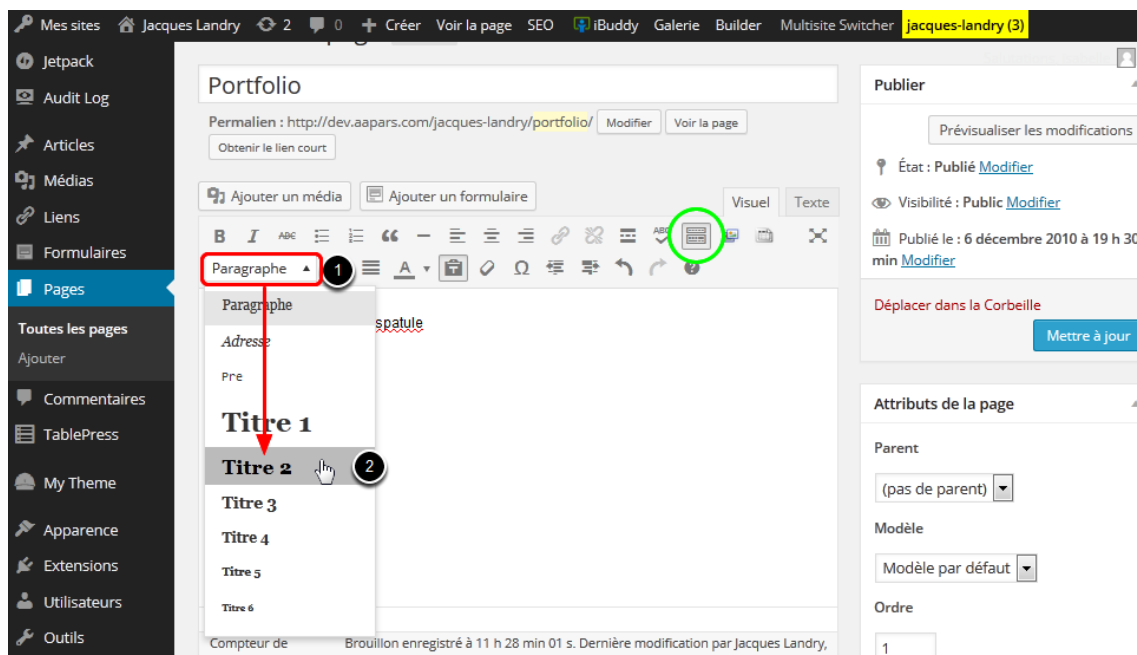 Mes sites Jacques Landry 2 0 + Créer Voir la page SEO iBuddy Galerie Builder Multisite Switcher jacques-landry (3)
Jetpack
Audit Log
Articles
Médias
Liens
Formulaires
Pages
Toutes les pages
Ajouter
Commentaires
TablePress
My Theme
Apparence
Extensions
Utilisateurs
Outils
Portfolio
Permalien : http://dev.aapars.com/jacques-landry/portfolio/ Modifier Voir la page
Obtenir le lien court
Ajouter un média Ajouter un formulaire
Visuel Texte
B I ABC ABC
Paragraphe 1 A T Ω ?
Paragraphe
spatule
Adresse
Pre
Titre 1
Titre 2 2
Titre 3
Titre 4
Titre 5
Titre 6
Compteur de Brouillon enregistré à 11 h 28 min 01 s. Dernière modification par Jacques Landry,
Publier
Prévisualiser les modifications
État : Publié Modifier
Visibilité : Public Modifier
Publié le : 6 décembre 2010 à 19 h 30
min Modifier
Déplacer dans la Corbeille
Mettre à jour
Attributs de la page
Parent
(pas de parent)
Modèle
Modèle par défaut
Ordre
1